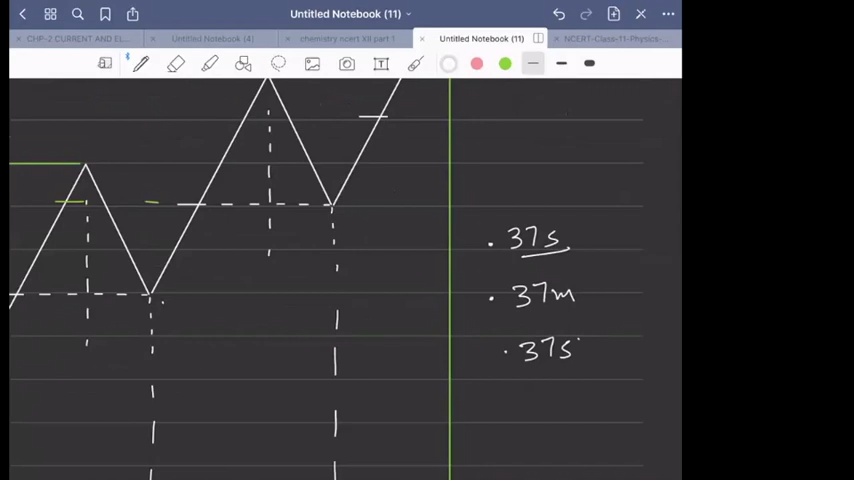 Untitled Notebook (11)
CHP-2 CURRENT AND EL...
Untitled Notebook (4)
chemistry ncert XII part 1
Untitled Notebook (11)
NCERT-Class-11-Physics-...
. 37s
. 37m
. 37s